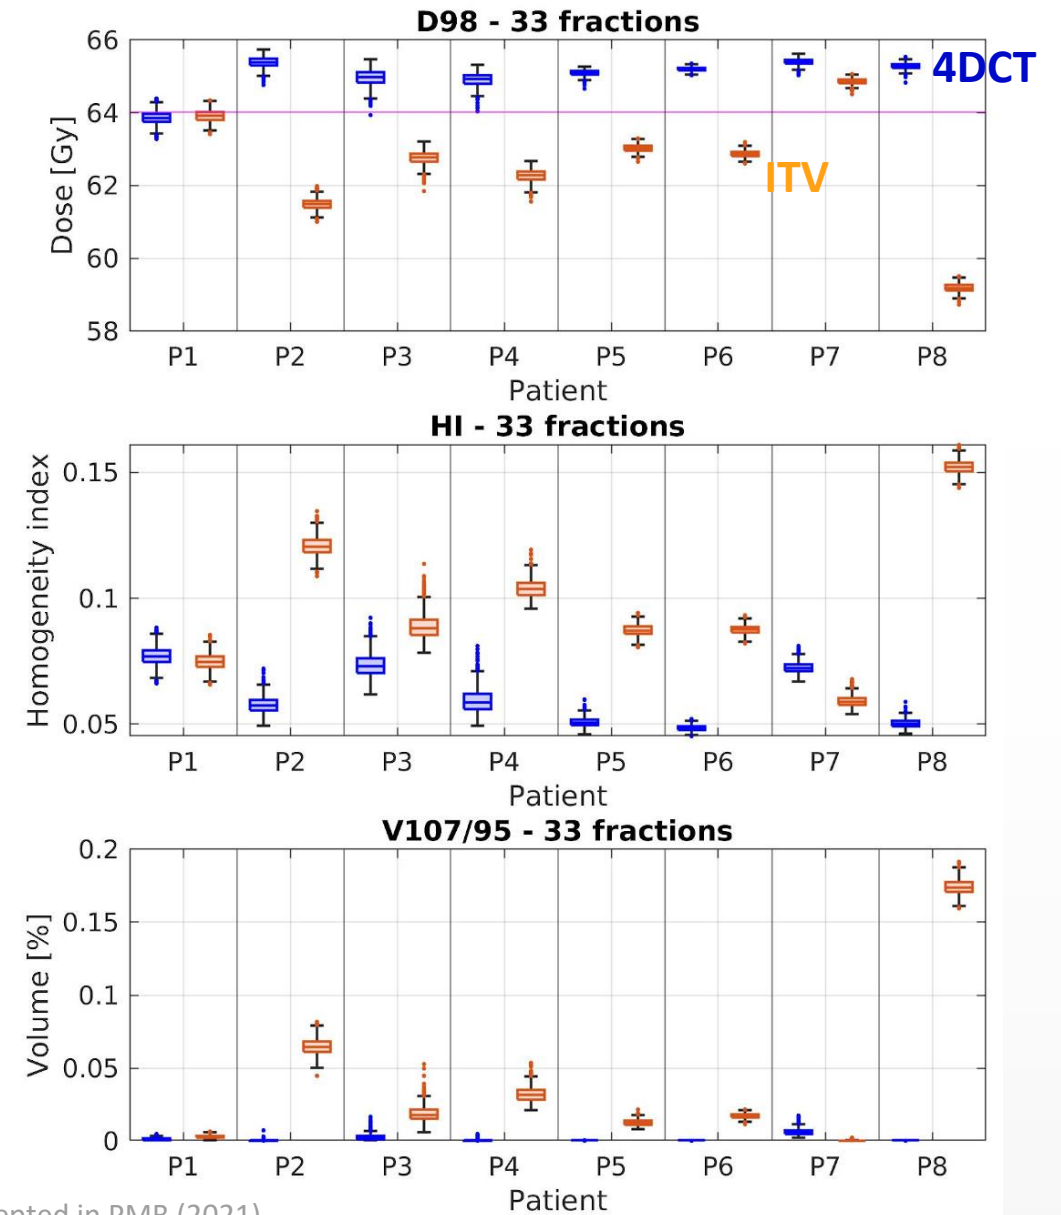 D98 - 33 fractions
66
64
62
60
58
Dose [Gy]
4DCT
ITV
P1 P2 P3 P4 P5 P6 P7 P8
Patient
HI - 33 fractions
0.15
0.1
0.05
Homogeneity index
P1 P2 P3 P4 P5 P6 P7 P8
Patient
V107/95 - 33 fractions
0.2
0.15
0.1
0.05
0
Volume [%]
P1 P2 P3 P4 P5 P6 P7 P8
Patient
in PMB (2021)